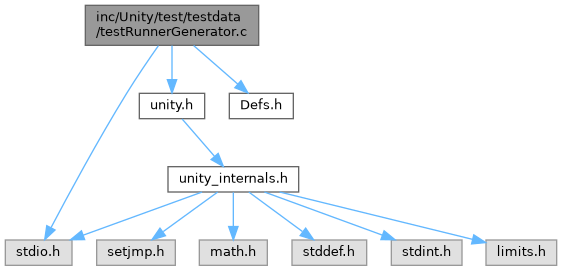 inc/Unity/test/testdata
/testRunnerGenerator.c
unity.h
Defs.h
unity_internals.h
stdio.h
setjmp.h
math.h
stddef.h
stdint.h
limits.h